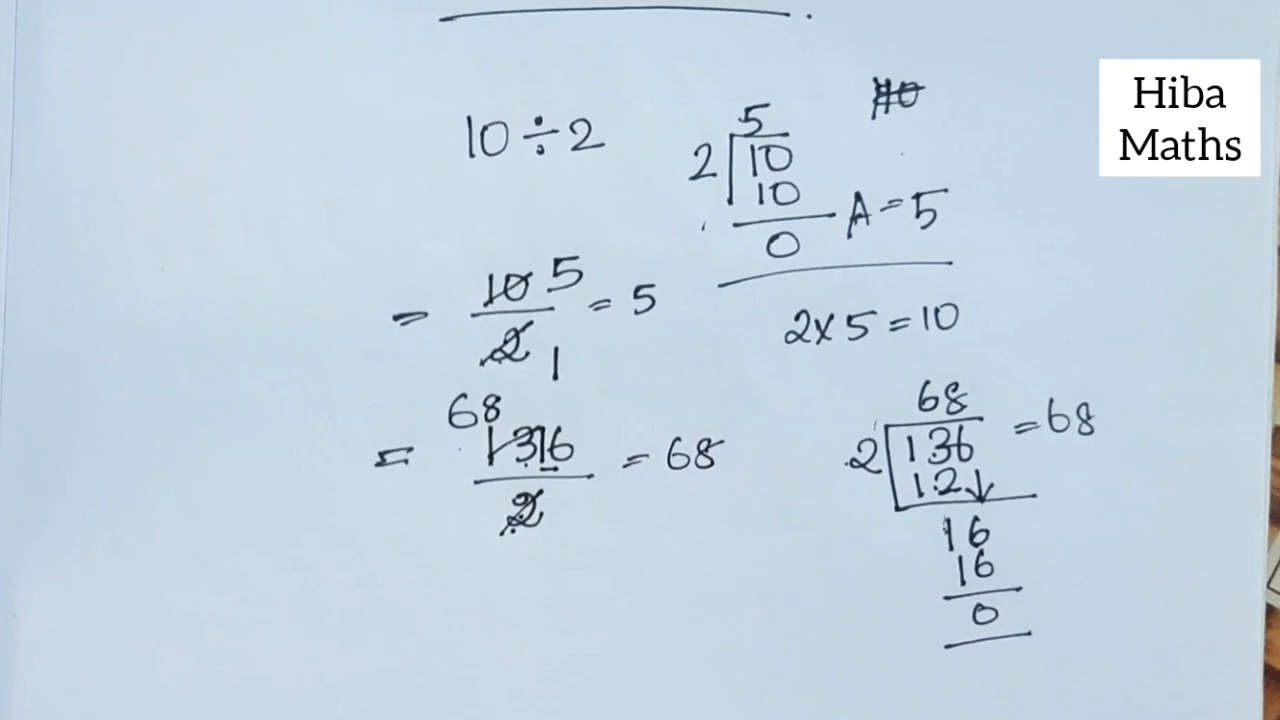 Hiba
Maths
10 ÷ 2
5
2 10
10
0
A = 5
2 × 5 = 10
= 10 5 = 5
2 1
68
= 1316 = 68
2
68
2 136 = 68
12↓
16
16
0